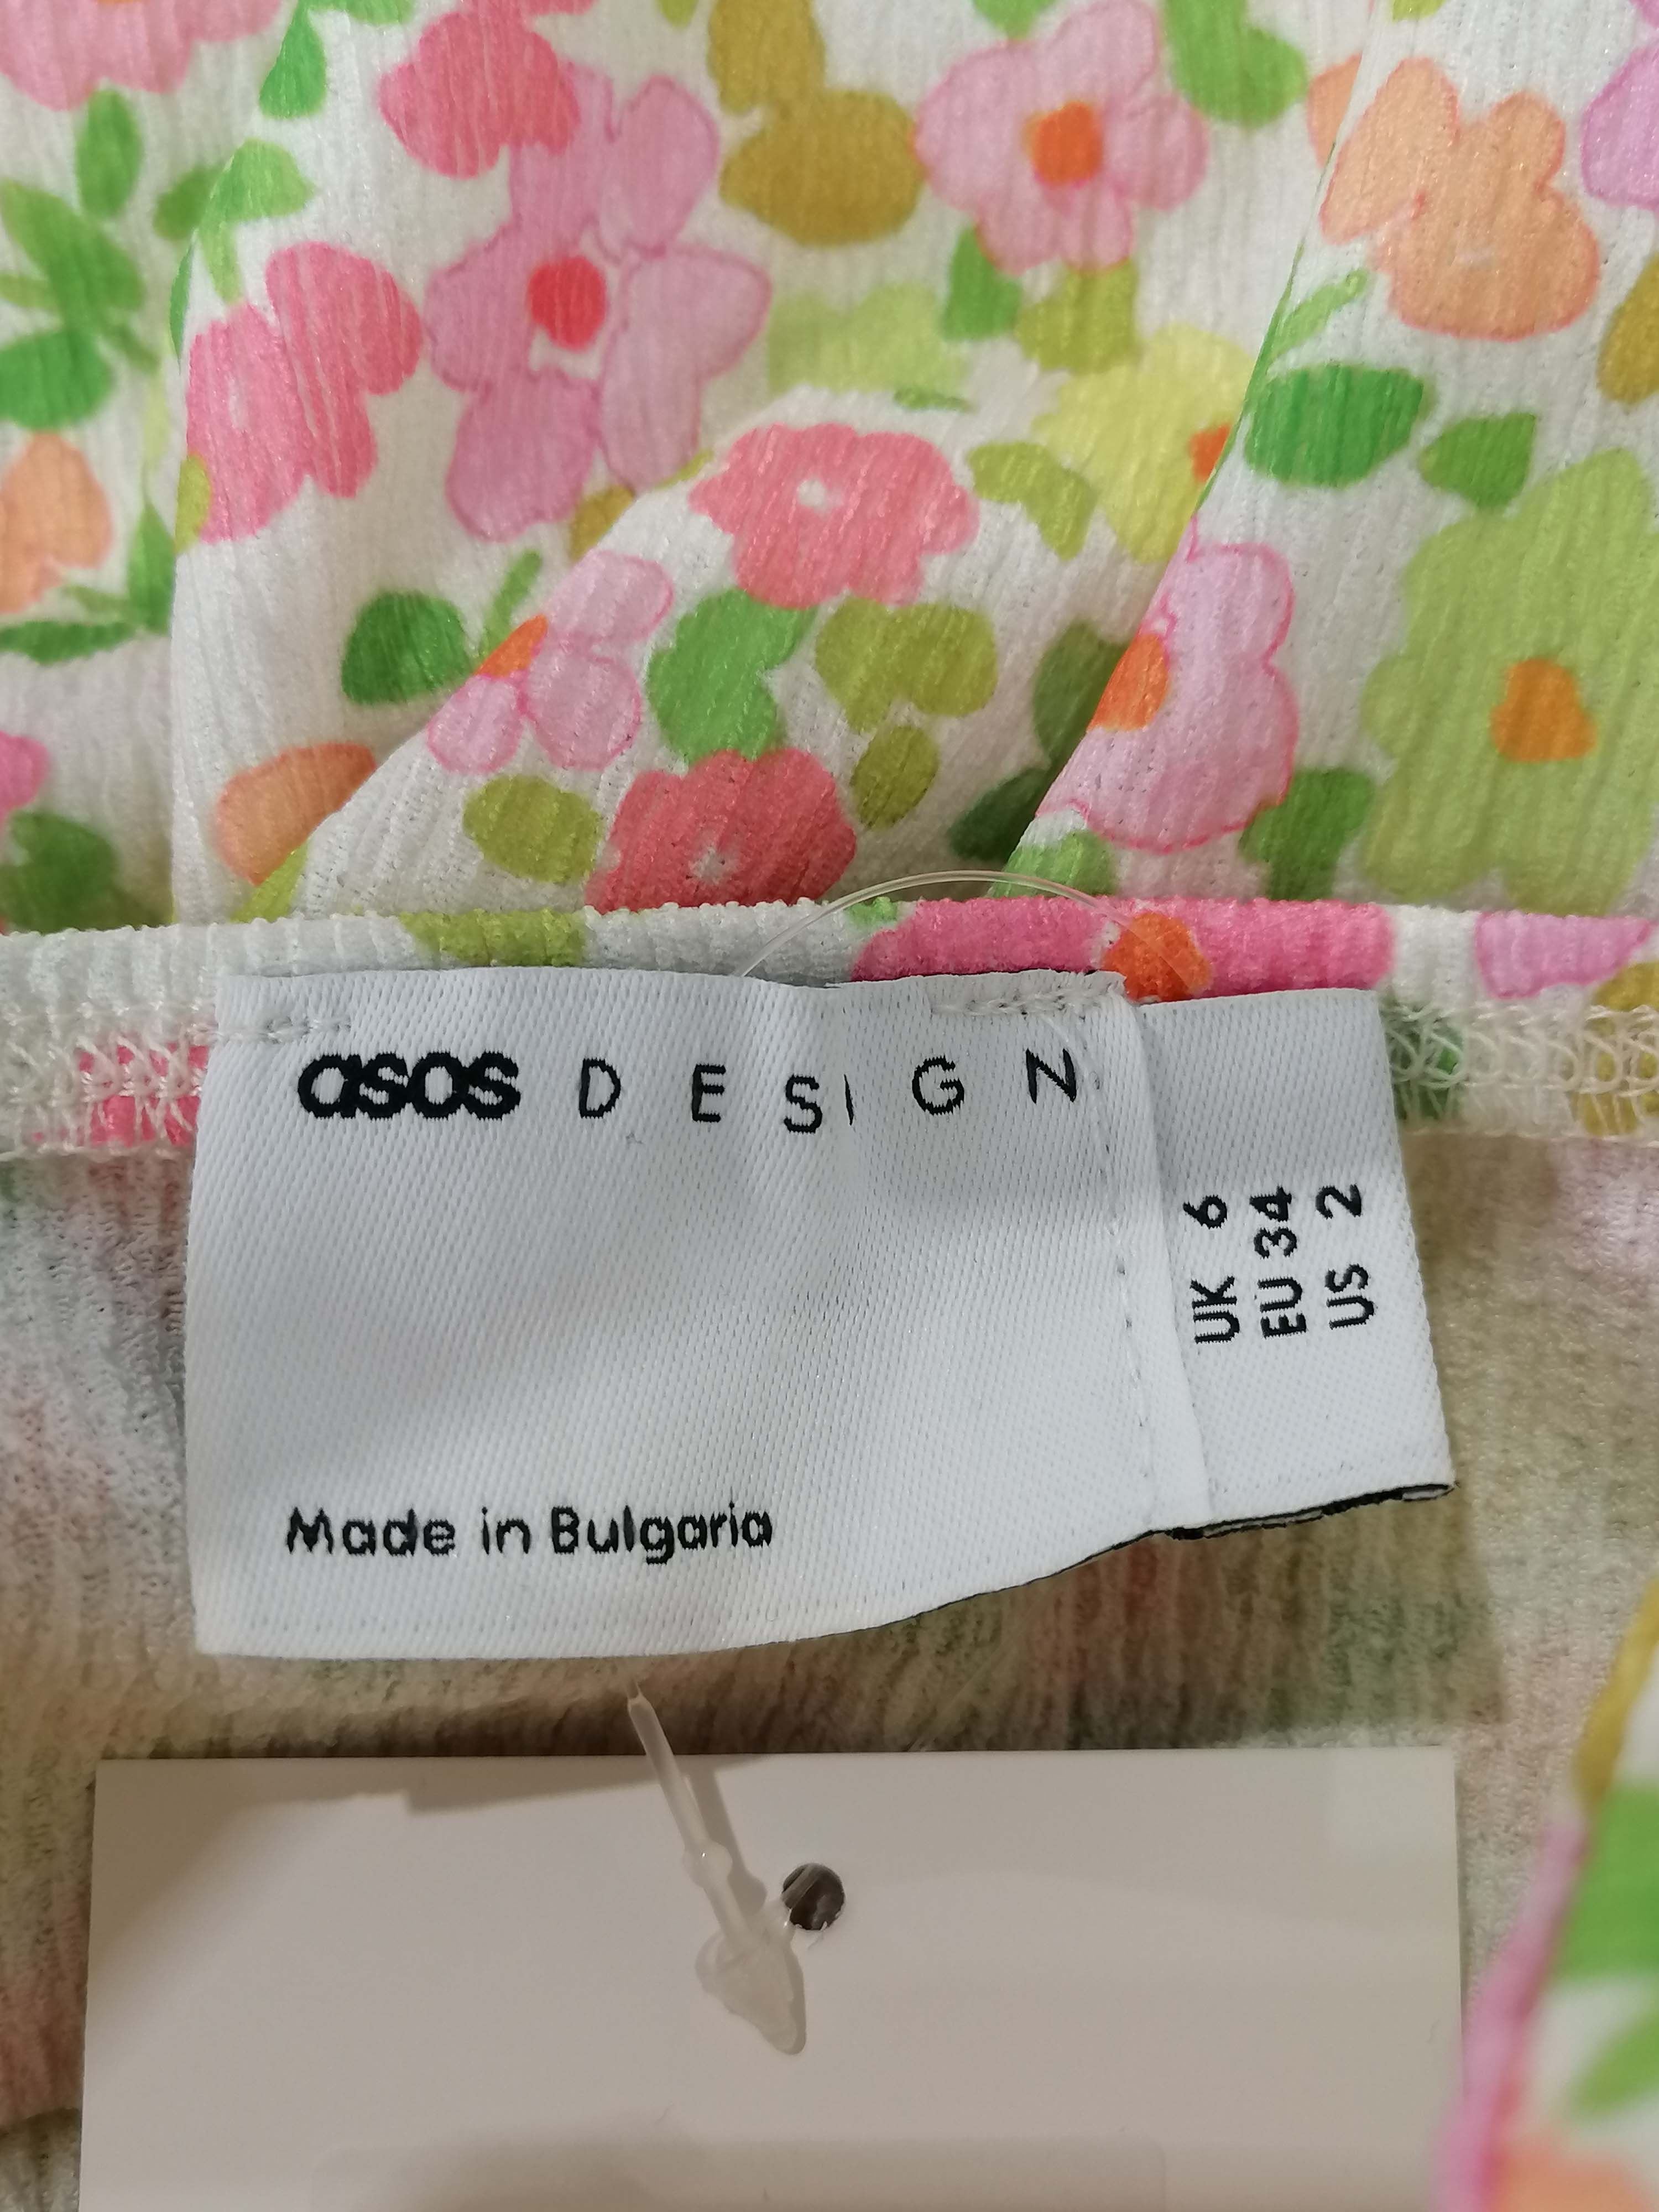 asos DESIGN
UK 6
EU 34
US 2
Made in Bulgaria